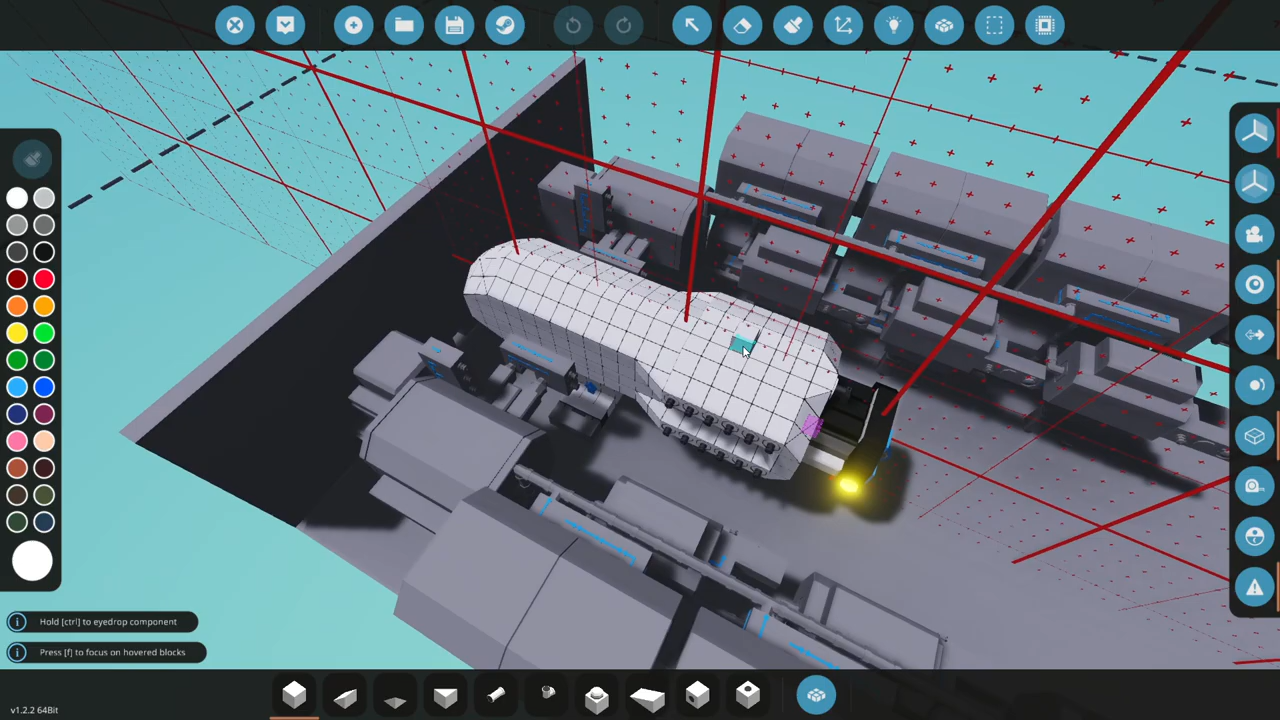 Hold [ctrl] to eyedrop component
Press [f] to focus on hovered blocks
v1.2.2 64Bit